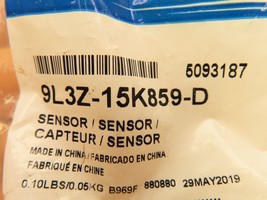 5093187
9L3Z-15K859-D
SENSOR / SENSOR /
CAPTEUR / SENSOR
MADE IN CHINA / FABRICADO EN CHINA
FABRIQUÉ EN CHINE
0.10LBS/0.05KG B969F 880880 29MAY2019